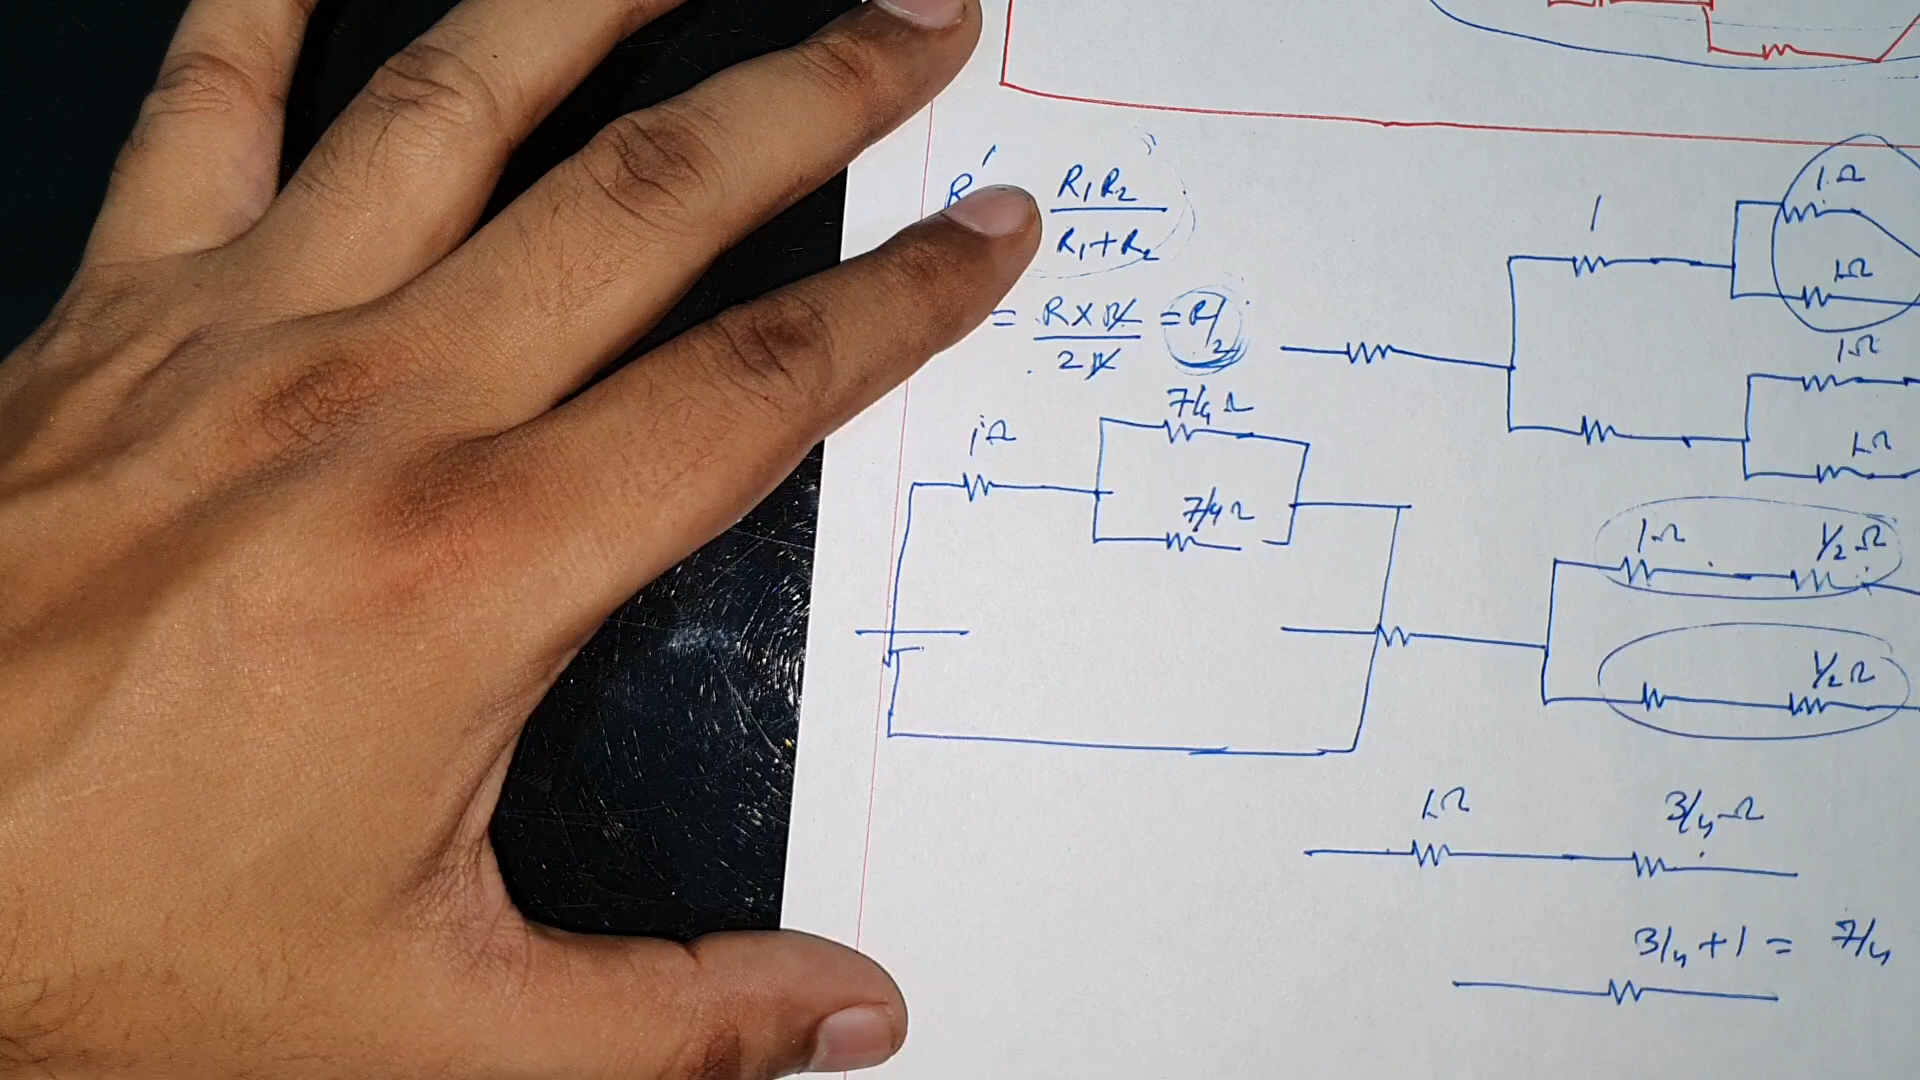 R' R₁R₂
R₁+R₂
= R×R = R/2
2R
1Ω
7/4 Ω
7/4 Ω
1
1Ω
1Ω
1Ω
1Ω
1Ω 1/2 Ω
1/2 Ω
1Ω 3/4 Ω
3/4 + 1 = 7/4